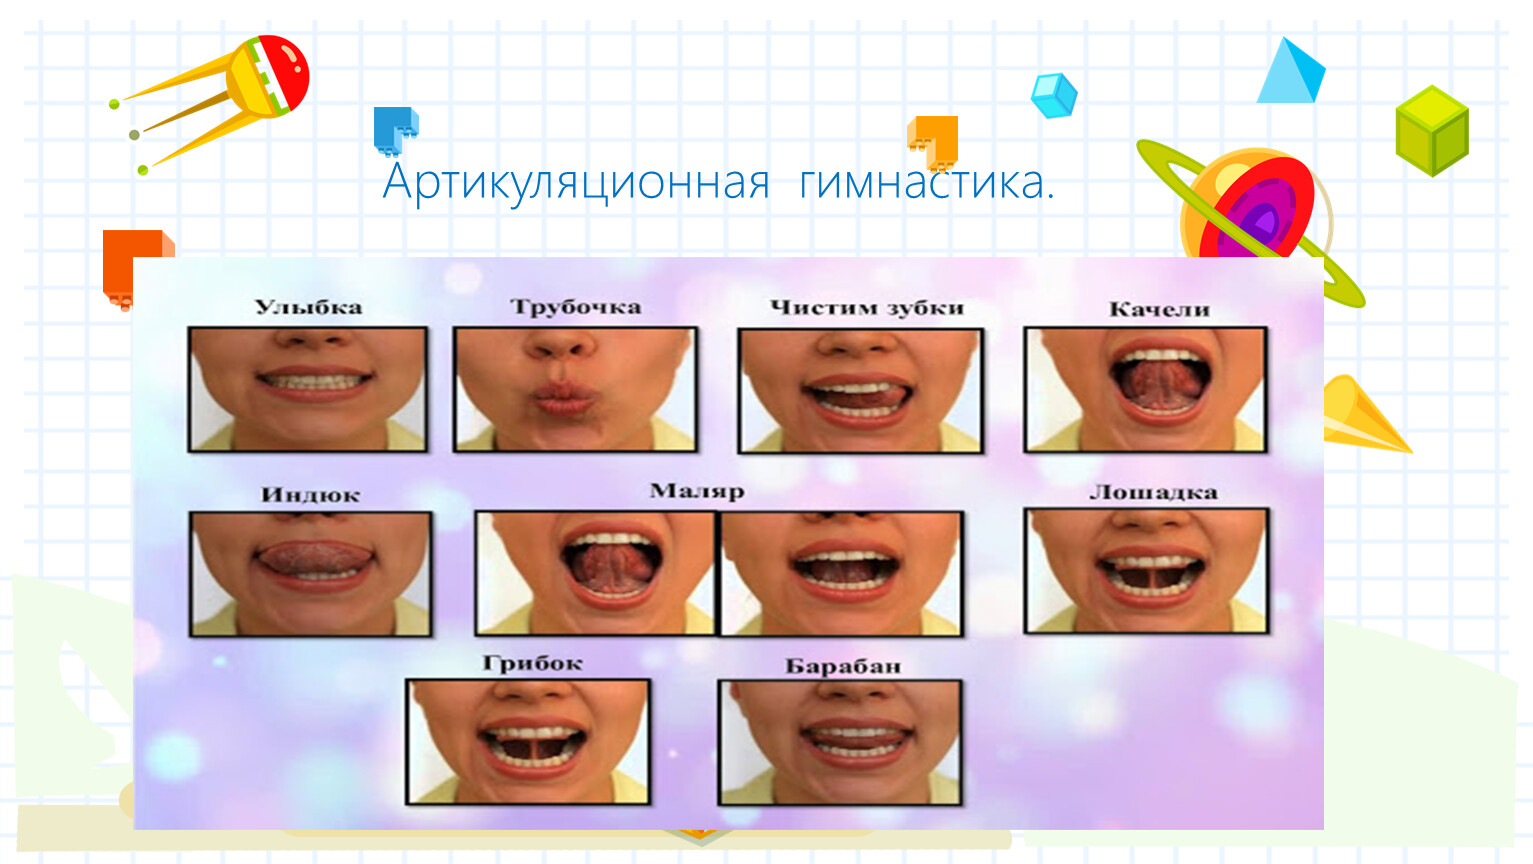 Артикуляционная гимнастика.
Улыбка
Трубочка
Чистим зубки
Качели
Индюк
Маляр
Лошадка
Грибок
Барабан